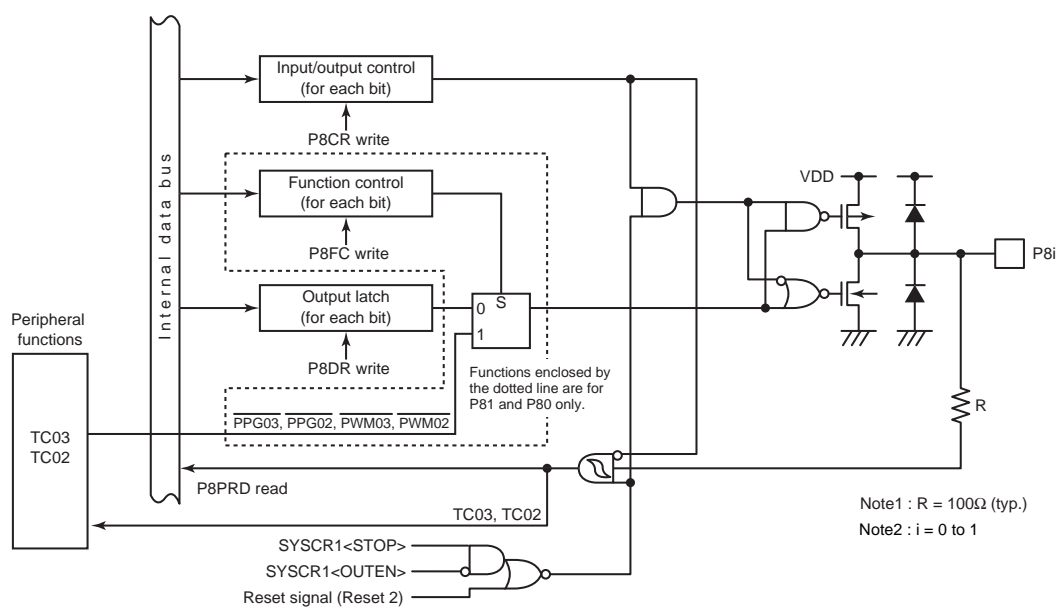 Input/output control
(for each bit)
P8CR write
Internal data bus
Function control
(for each bit)
P8FC write
VDD
P8i
Output latch
(for each bit)
0
S
1
P8DR write
Peripheral
functions
Functions enclosed by
the dotted line are for
P81 and P80 only.
PPG03, PPG02, PWM03, PWM02
R
TC03
TC02
P8PRD read
TC03, TC02
Note1 : R = 100Ω (typ.)
Note2 : i = 0 to 1
SYSCR1<STOP>
SYSCR1<OUTEN>
Reset signal (Reset 2)